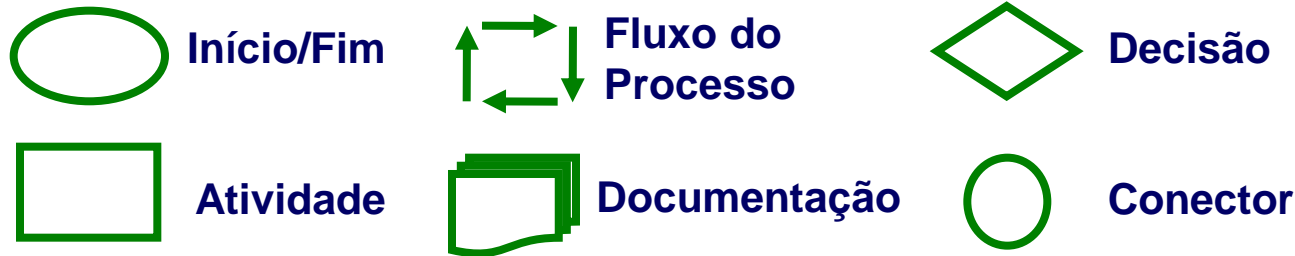 Início/Fim
Fluxo do
Processo
Decisão
Atividade
Documentação
Conector